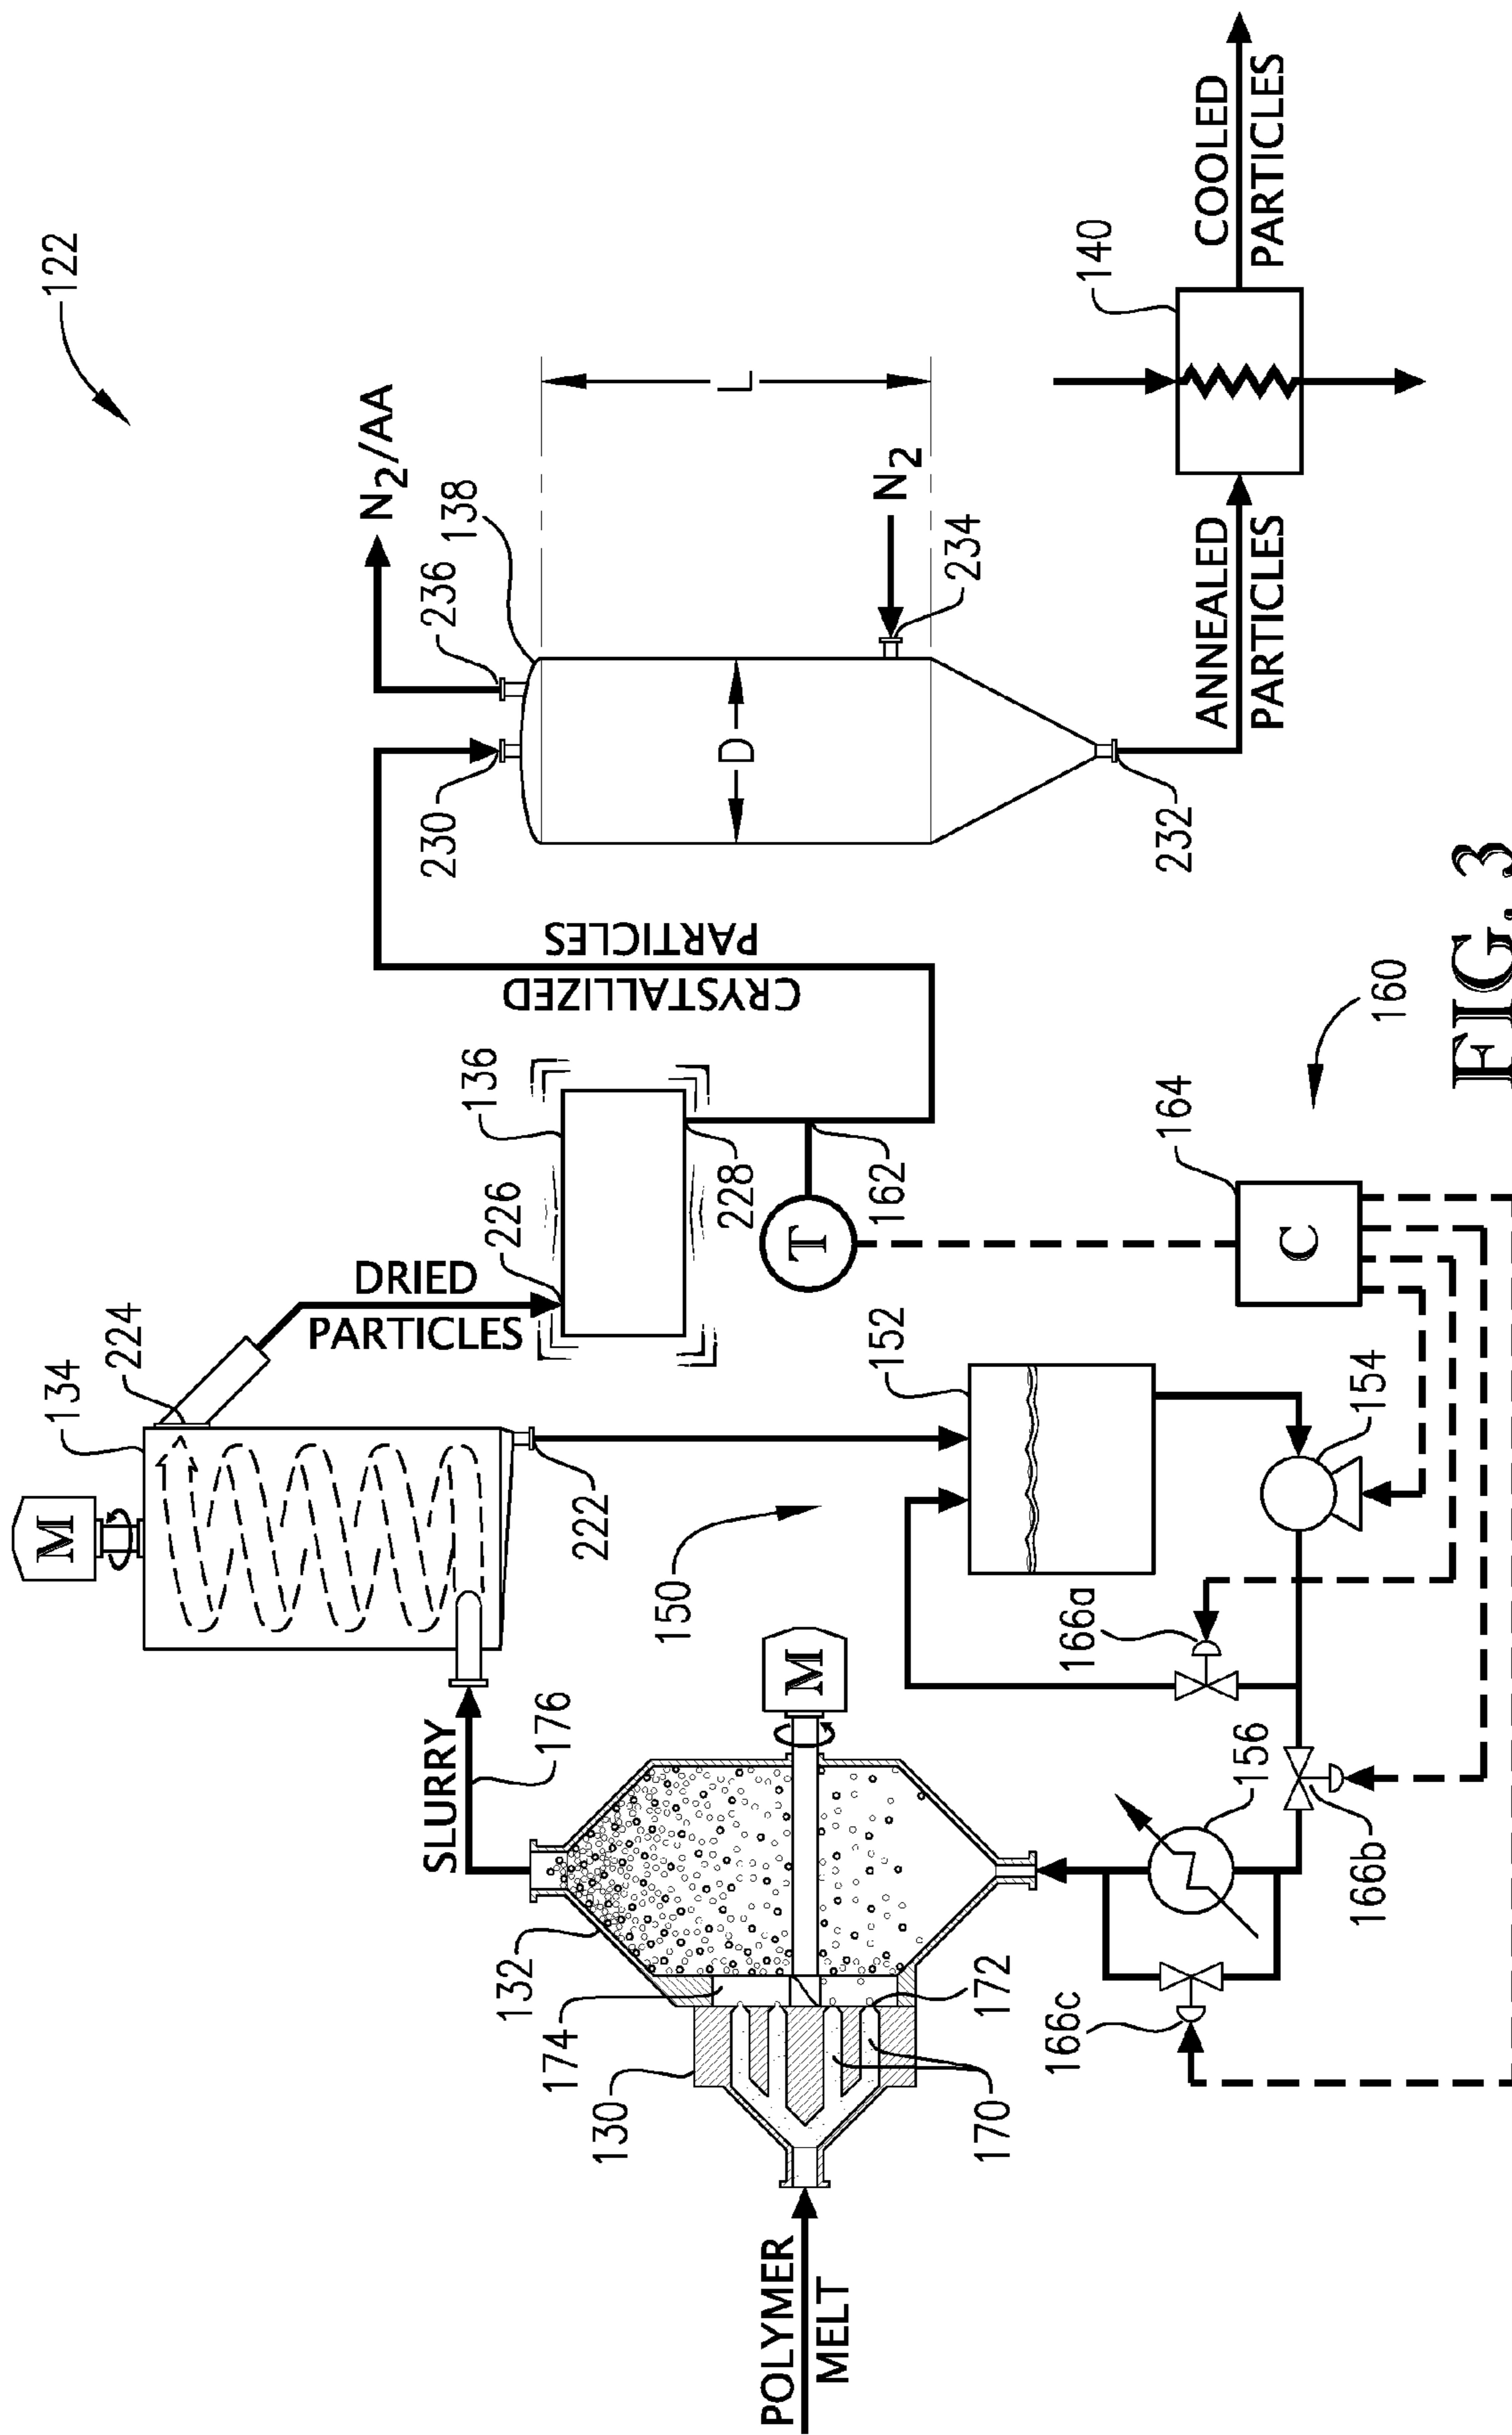 122
134
M
224
DRIED
PARTICLES
136
226
228
CRYSTALLIZED
PARTICLES
N2/AA
236
138
230
D
L
N2
234
232
ANNEALED
PARTICLES
140
COOLED
PARTICLES
SLURRY
176
222
T
162
150
152
132
174
130
M
POLYMER
MELT
172
170
166a
154
164
C
160
156
166b
166c
FIG. 3